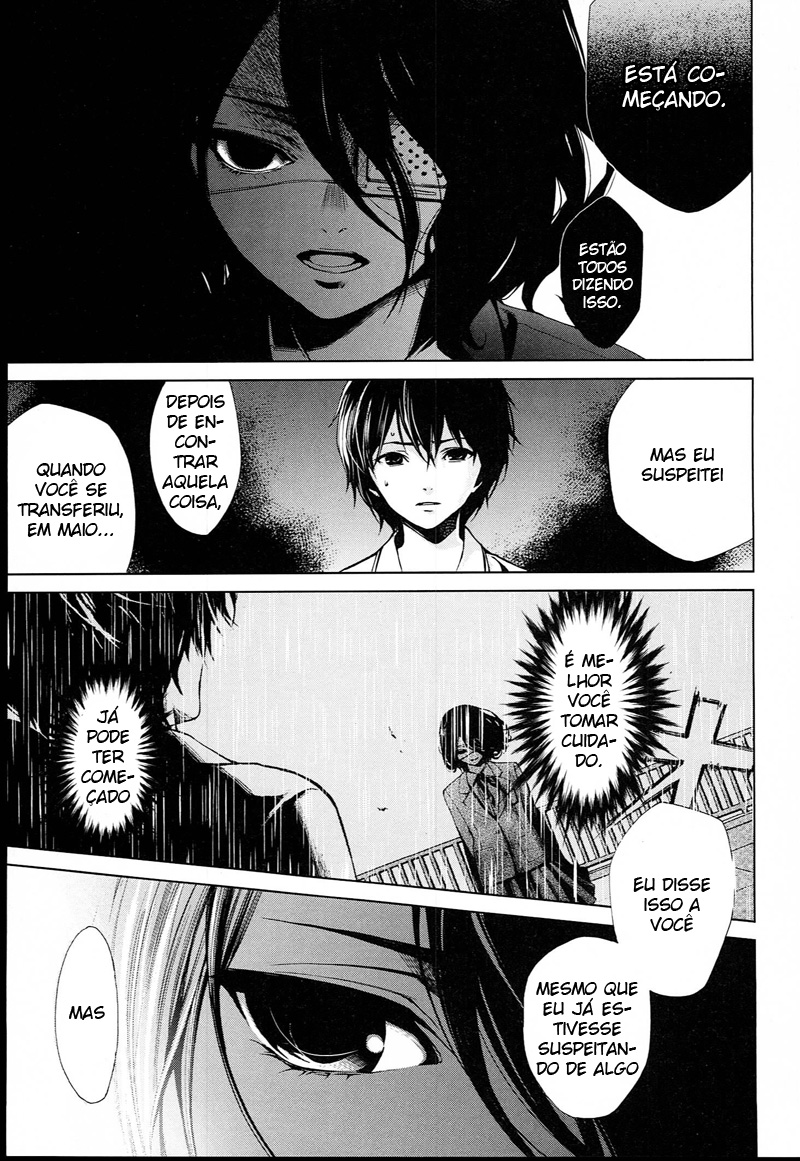 ESTÁ CO-
MEÇANDO.
ESTÃO
TODOS
DIZENDO
ISSO.
MAS EU
SUSPEITEI
DEPOIS
DE EN-
CON-
TRAR
AQUELA
COISA,
QUANDO
VOCÊ SE
TRANSFERIU,
EM MAIO...
É ME-
LHOR
VOCÊ
TOMAR
CUIDA-
DO.
JÁ
PODE
TER
COME-
ÇADO
EU DISSE
ISSO A
VOCÊ
MESMO QUE
EU JÁ ES-
TIVESSE
SUSPEITAN-
DO DE ALGO
MAS